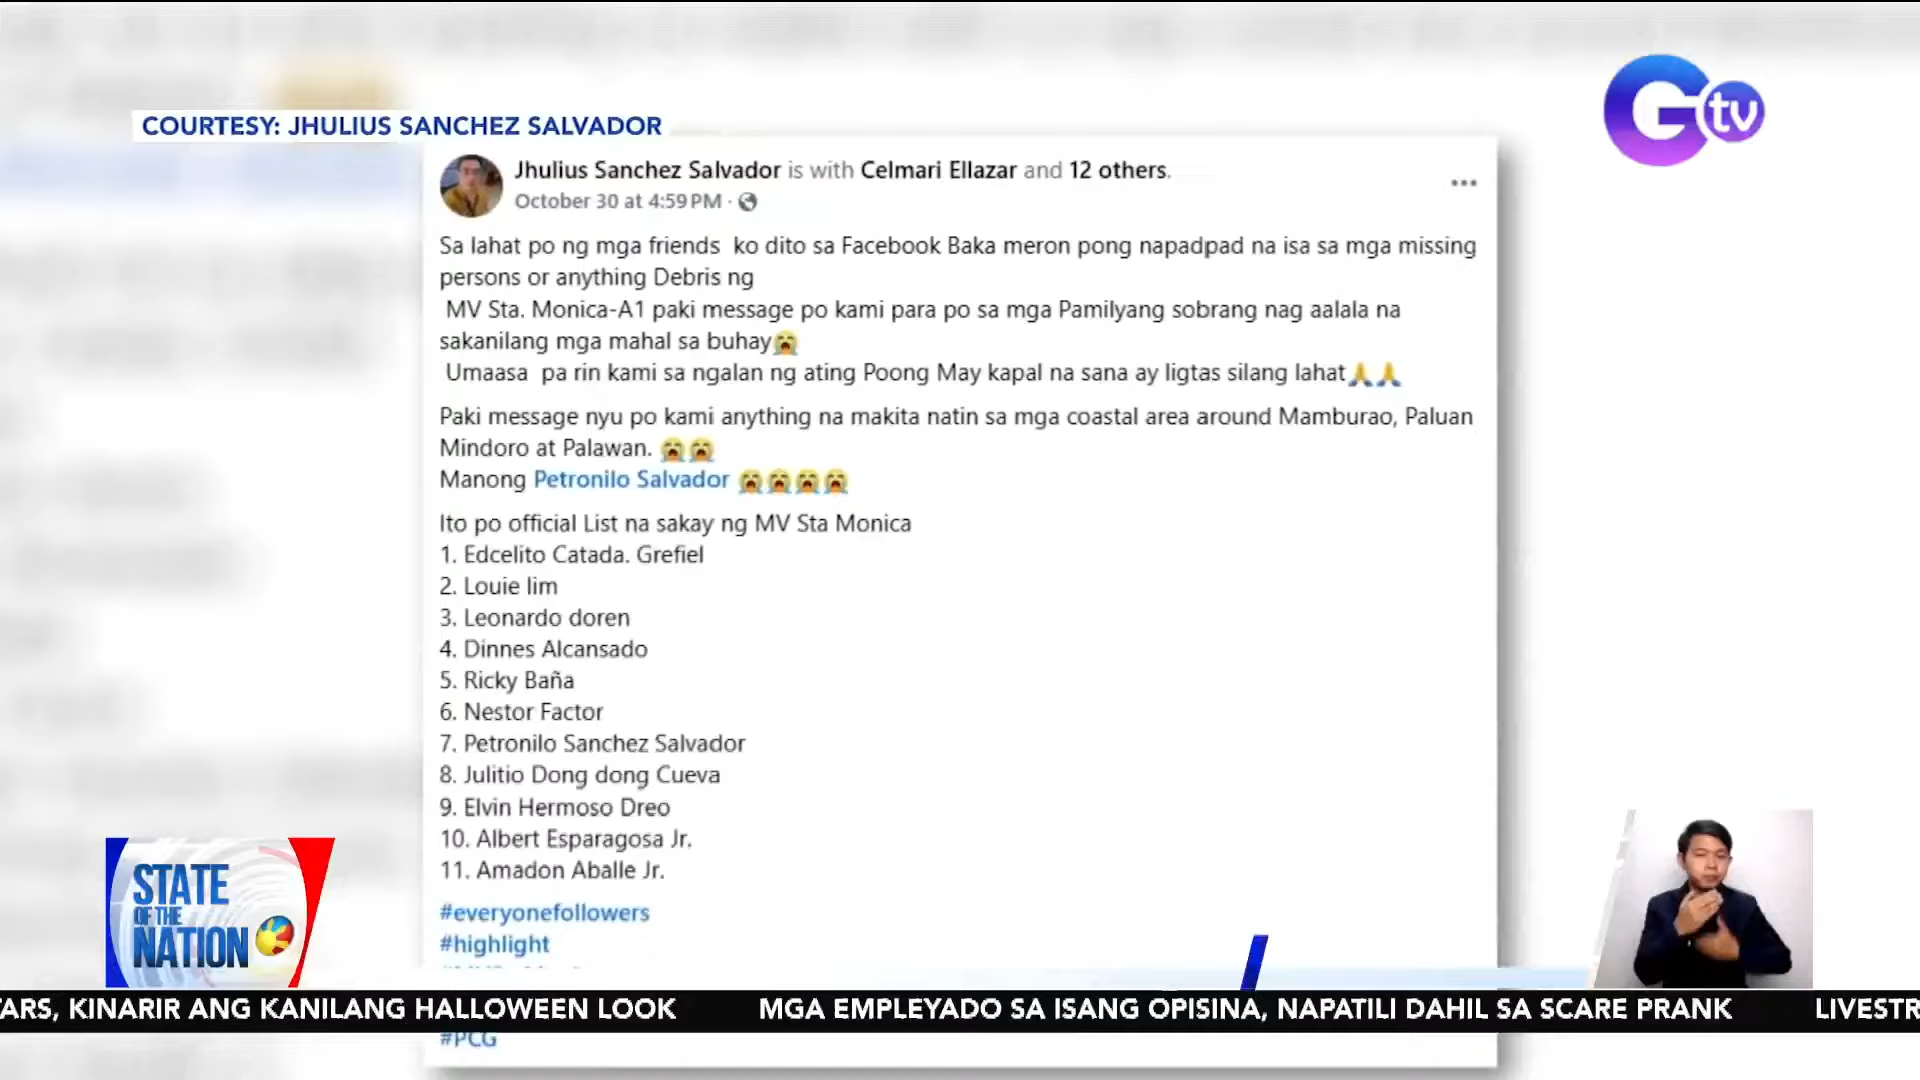 COURTESY: JHULIUS SANCHEZ SALVADOR
G tv
Jhulius Sanchez Salvador is with Celmari Ellazar and 12 others.
October 30 at 4:59 PM ·
Sa lahat po ng mga friends ko dito sa Facebook Baka meron pong napadpad na isa sa mga missing
persons or anything Debris ng
MV Sta. Monica-A1 paki message po kami para po sa mga Pamilyang sobrang nag aalala na
sakanilang mga mahal sa buhay😭
Umaasa pa rin kami sa ngalan ng ating Poong May kapal na sana ay ligtas silang lahat🙏🙏
Paki message nyu po kami anything na makita natin sa mga coastal area around Mamburao, Paluan
Mindoro at Palawan. 😭😭
Manong Petronilo Salvador 😭😭😭😭
Ito po official List na sakay ng MV Sta Monica
1. Edcelito Catada. Grefiel
2. Louie lim
3. Leonardo doren
4. Dinnes Alcansado
5. Ricky Baña
6. Nestor Factor
7. Petronilo Sanchez Salvador
8. Julitio Dong dong Cueva
9. Elvin Hermoso Dreo
10. Albert Esparagosa Jr.
11. Amadon Aballe Jr.
#everyonefollowers
#highlight
#PCG
STATE
OF THE
NATION
ARS, KINARIR ANG KANILANG HALLOWEEN LOOK MGA EMPLEYADO SA ISANG OPISINA, NAPATILI DAHIL SA SCARE PRANK LIVESTR